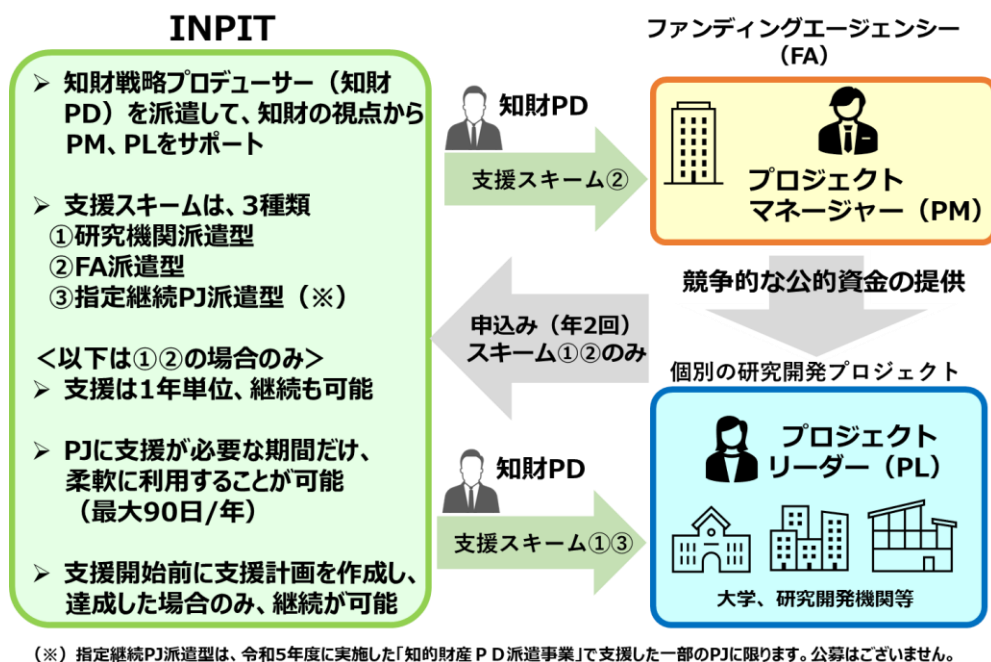 INPIT
➢ 知財戦略プロデューサー（知財
PD）を派遣して、知財の視点から
PM、PLをサポート
➢ 支援スキームは、3種類
①研究機関派遣型
②FA派遣型
③指定継続PJ派遣型（※）
＜以下は①②の場合のみ＞
➢ 支援は1年単位、継続も可能
➢ PJに支援が必要な期間だけ、
柔軟に利用することが可能
（最大90日/年）
➢ 支援開始前に支援計画を作成し、
達成した場合のみ、継続が可能
知財PD
支援スキーム②
申込み（年2回）
スキーム①②のみ
知財PD
支援スキーム①③
ファンディングエージェンシー
（FA）
プロジェクト
マネージャー（PM）
競争的な公的資金の提供
個別の研究開発プロジェクト
プロジェクト
リーダー（PL）
大学、研究開発機関等
（※）指定継続PJ派遣型は、令和5年度に実施した「知的財産ＰＤ派遣事業」で支援した一部のPJに限ります。公募はございません。